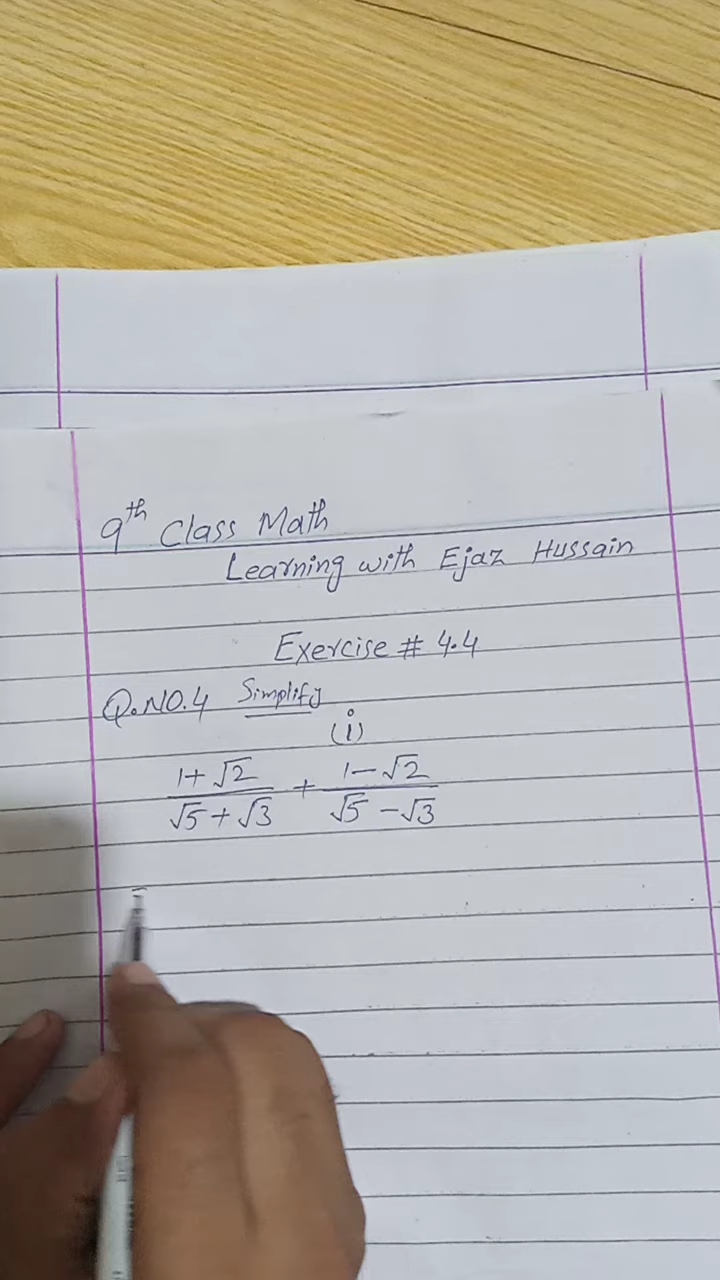 9th Class Math
Learning with Ejaz Hussain
Exercise # 4.4
Q.NO.4 Simplify
(i)
1+√2/√5+√3 + 1-√2/√5-√3
=